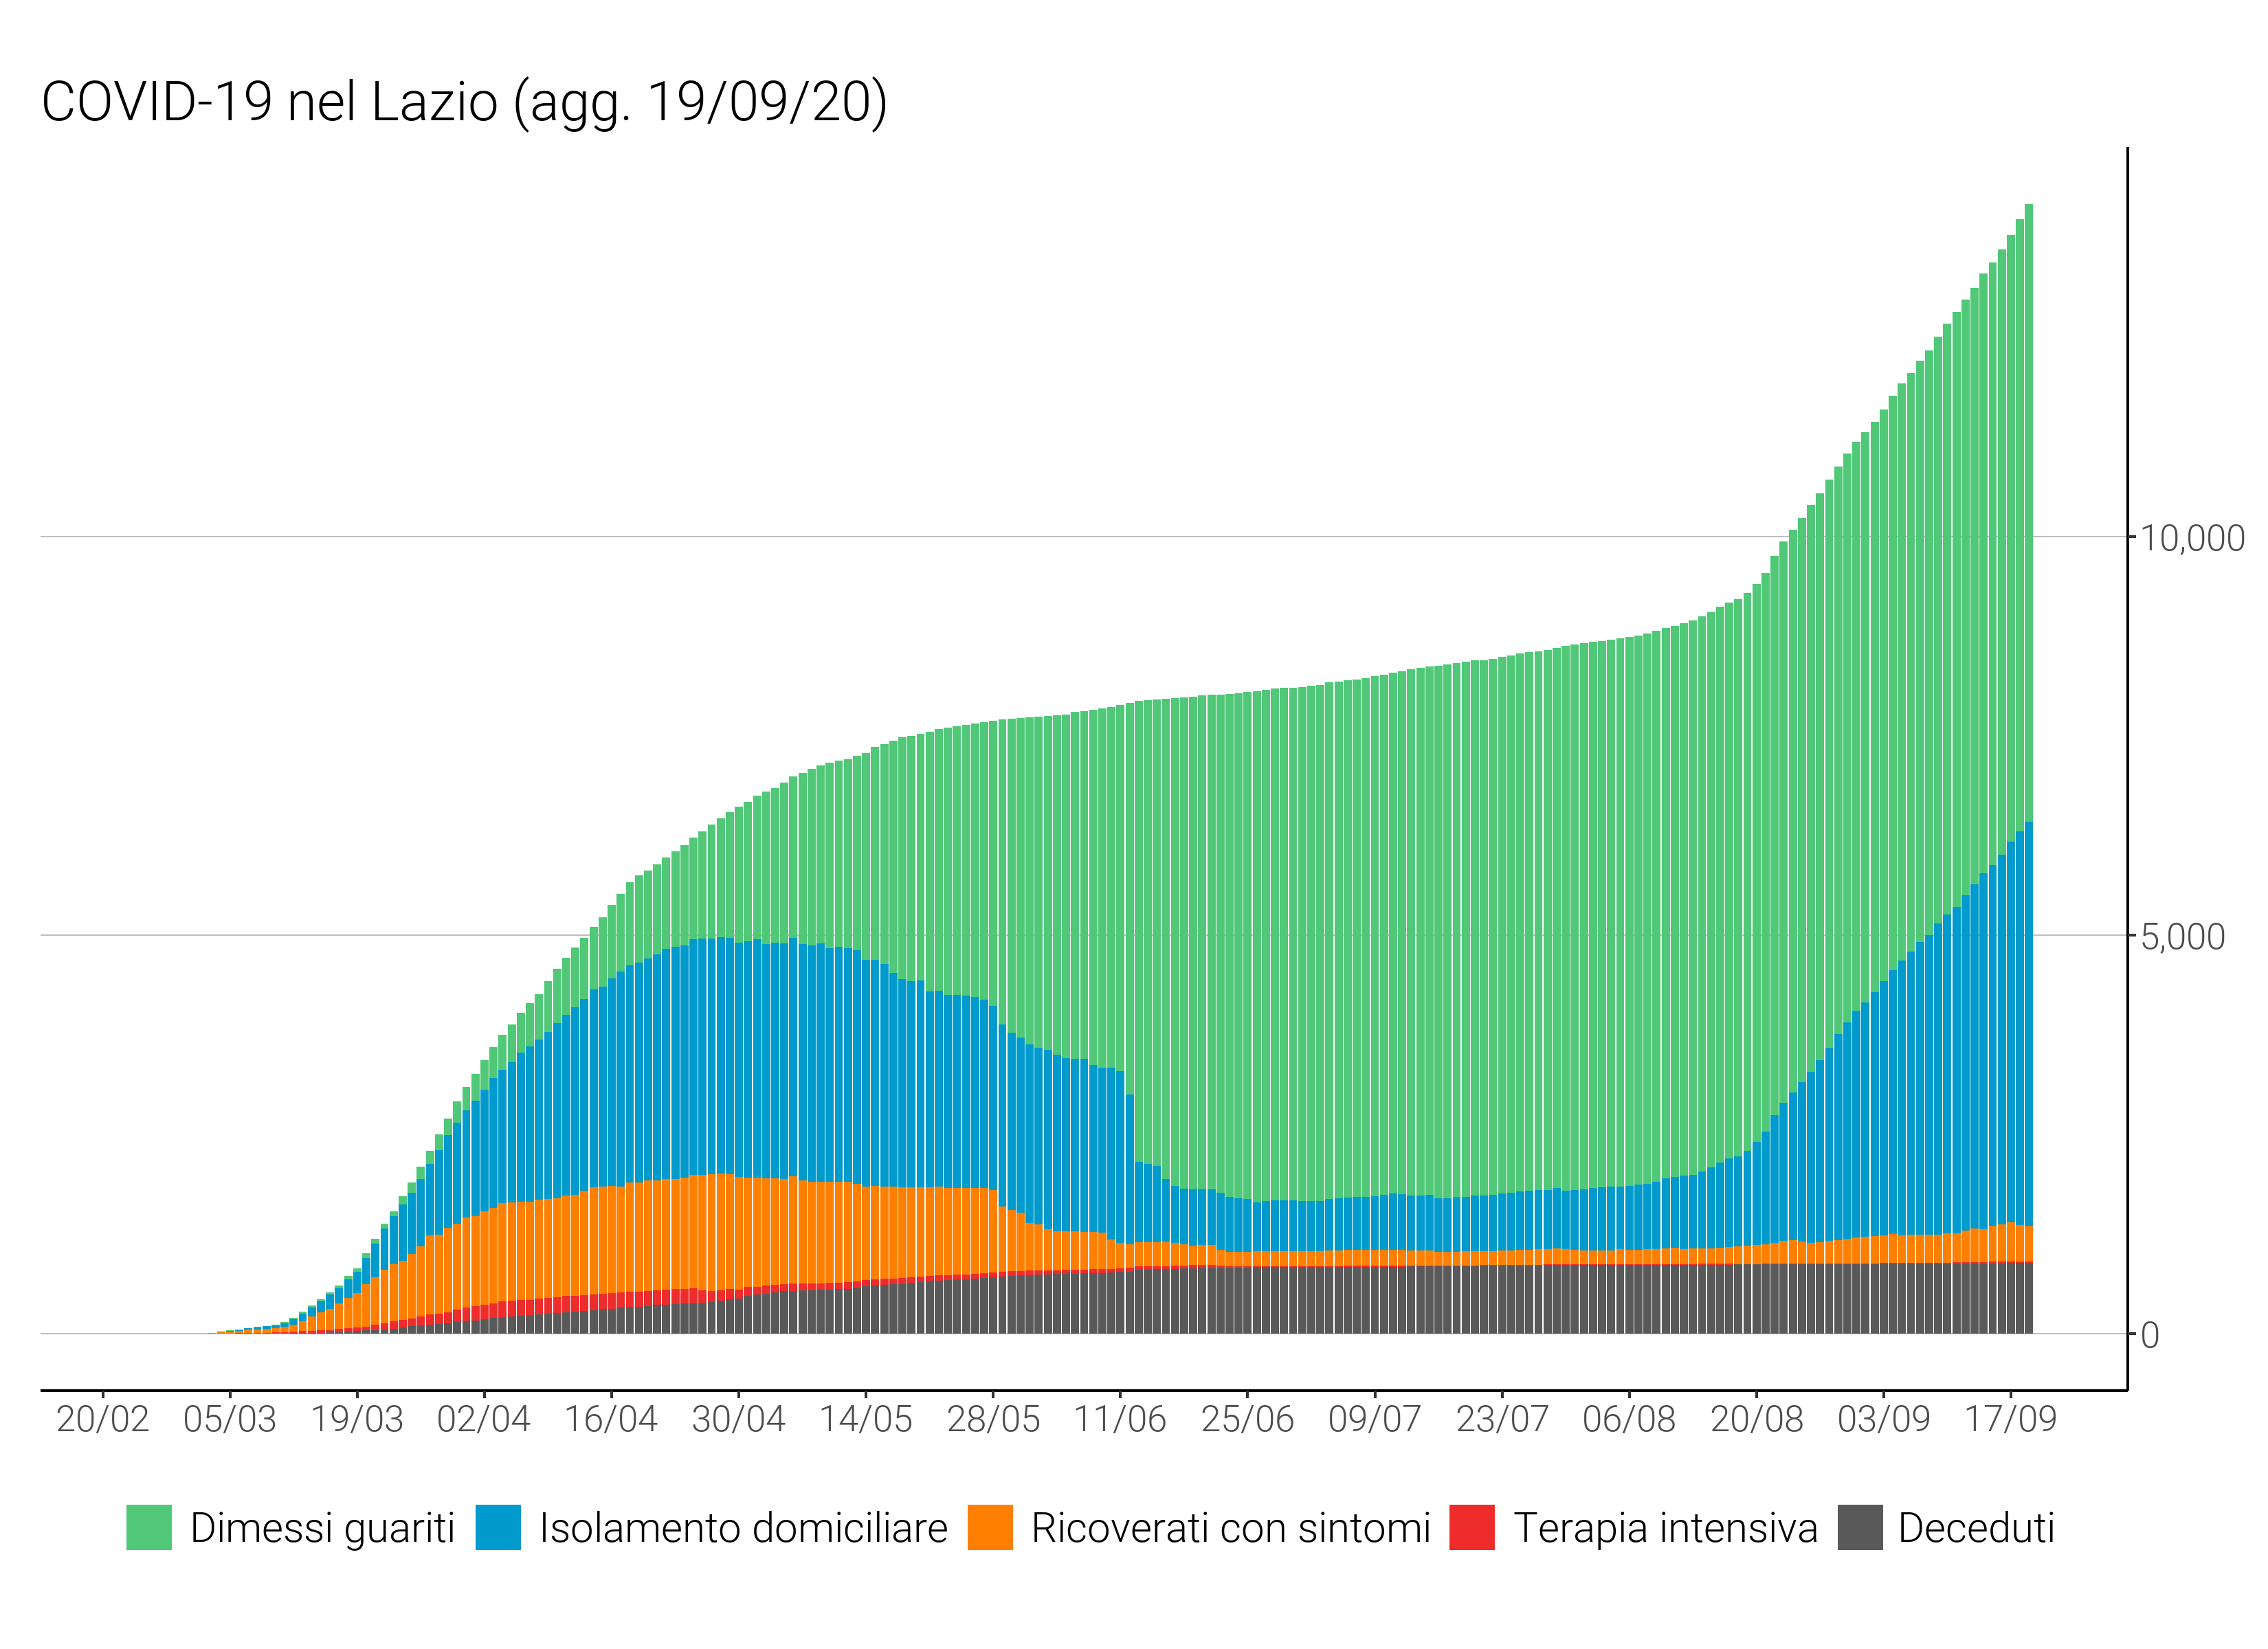 COVID-19 nel Lazio (agg. 19/09/20)
10,000
5,000
0
20/02 05/03 19/03 02/04 16/04 30/04 14/05 28/05 11/06 25/06 09/07 23/07 06/08 20/08 03/09 17/09
Dimessi guariti Isolamento domiciliare Ricoverati con sintomi Terapia intensiva Deceduti